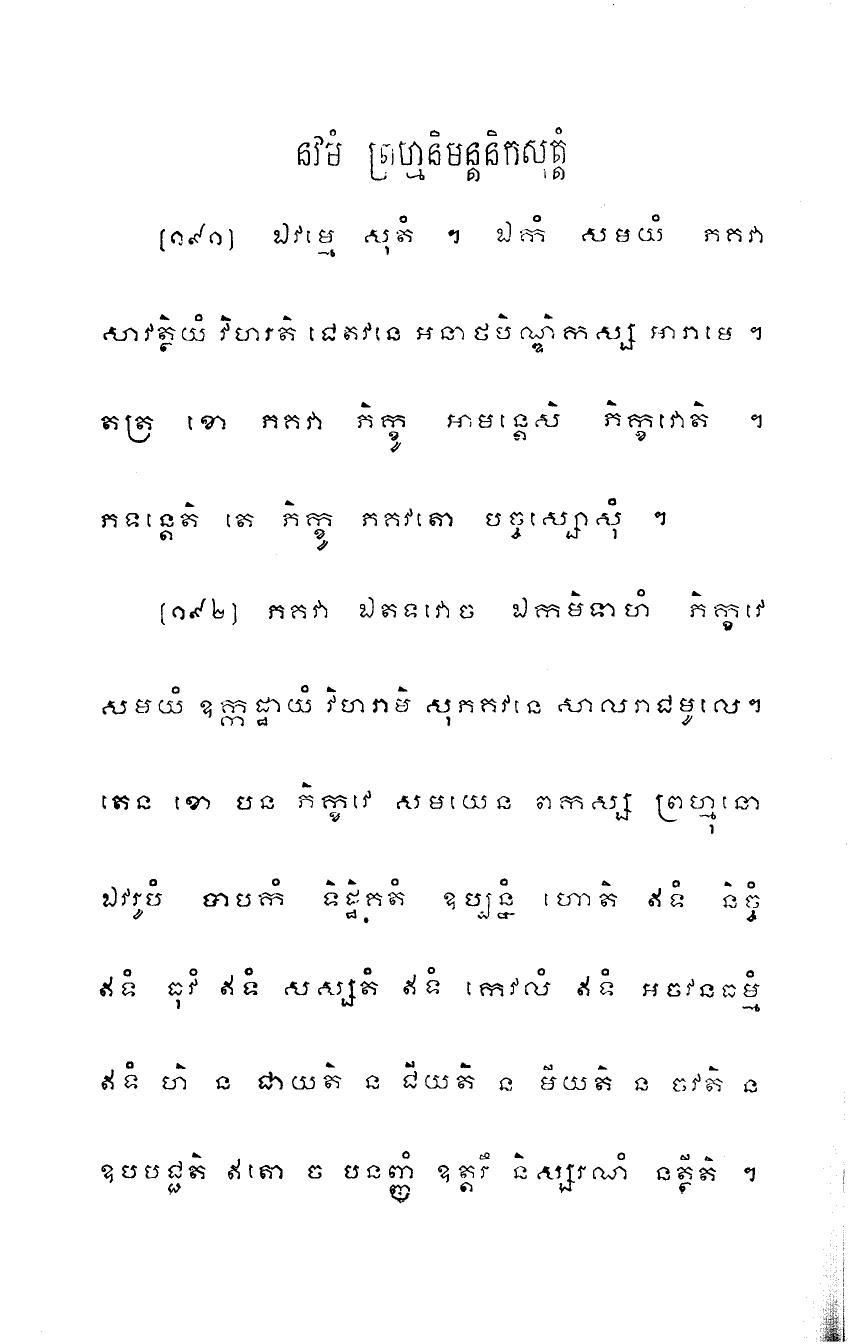 នវមំ ព្រហ្មនិមន្តនិកសុត្តំ
[១៩១] ឯវម្មេ សុតំ ។ ឯកំ សមយំ ភគវា
សាវត្ថិយំ វិហរតិ ជេតវនេ អនាថបិណ្ឌិកស្ស អារាមេ ។
តត្រ ខោ ភគវា ភិក្ខូ អាមន្តេសិ ភិក្ខវោតិ ។
ភទន្តេតិ តេ ភិក្ខូ ភគវតោ បច្ចស្សោសុំ ។
[១៩២] ភគវា ឯតទវោច ឯកមិទាហំ ភិក្ខវេ
សមយំ ឧក្កដ្ឋាយំ វិហរាមិ សុភគវនេ សាលរាជមូលេ។
តេន ខោ បន ភិក្ខវេ សមយេន ពកស្ស ព្រហ្មុនោ
ឯវរូបំ បាបកំ ទិដ្ឋិគតំ ឧប្បន្នំ ហោតិ ឥទំ និច្ចំ
ឥទំ ធុវំ ឥទំ សស្សតំ ឥទំ កេវលំ ឥទំ អចវនធម្មំ
ឥទំ ហិ ន ជាយតិ ន ជីយតិ ន មីយតិ ន ចវតិ ន
ឧបបជ្ជតិ ឥតោ ច បនញ្ញំ ឧត្តរឹ និស្សរណំ នត្ថីតិ ។